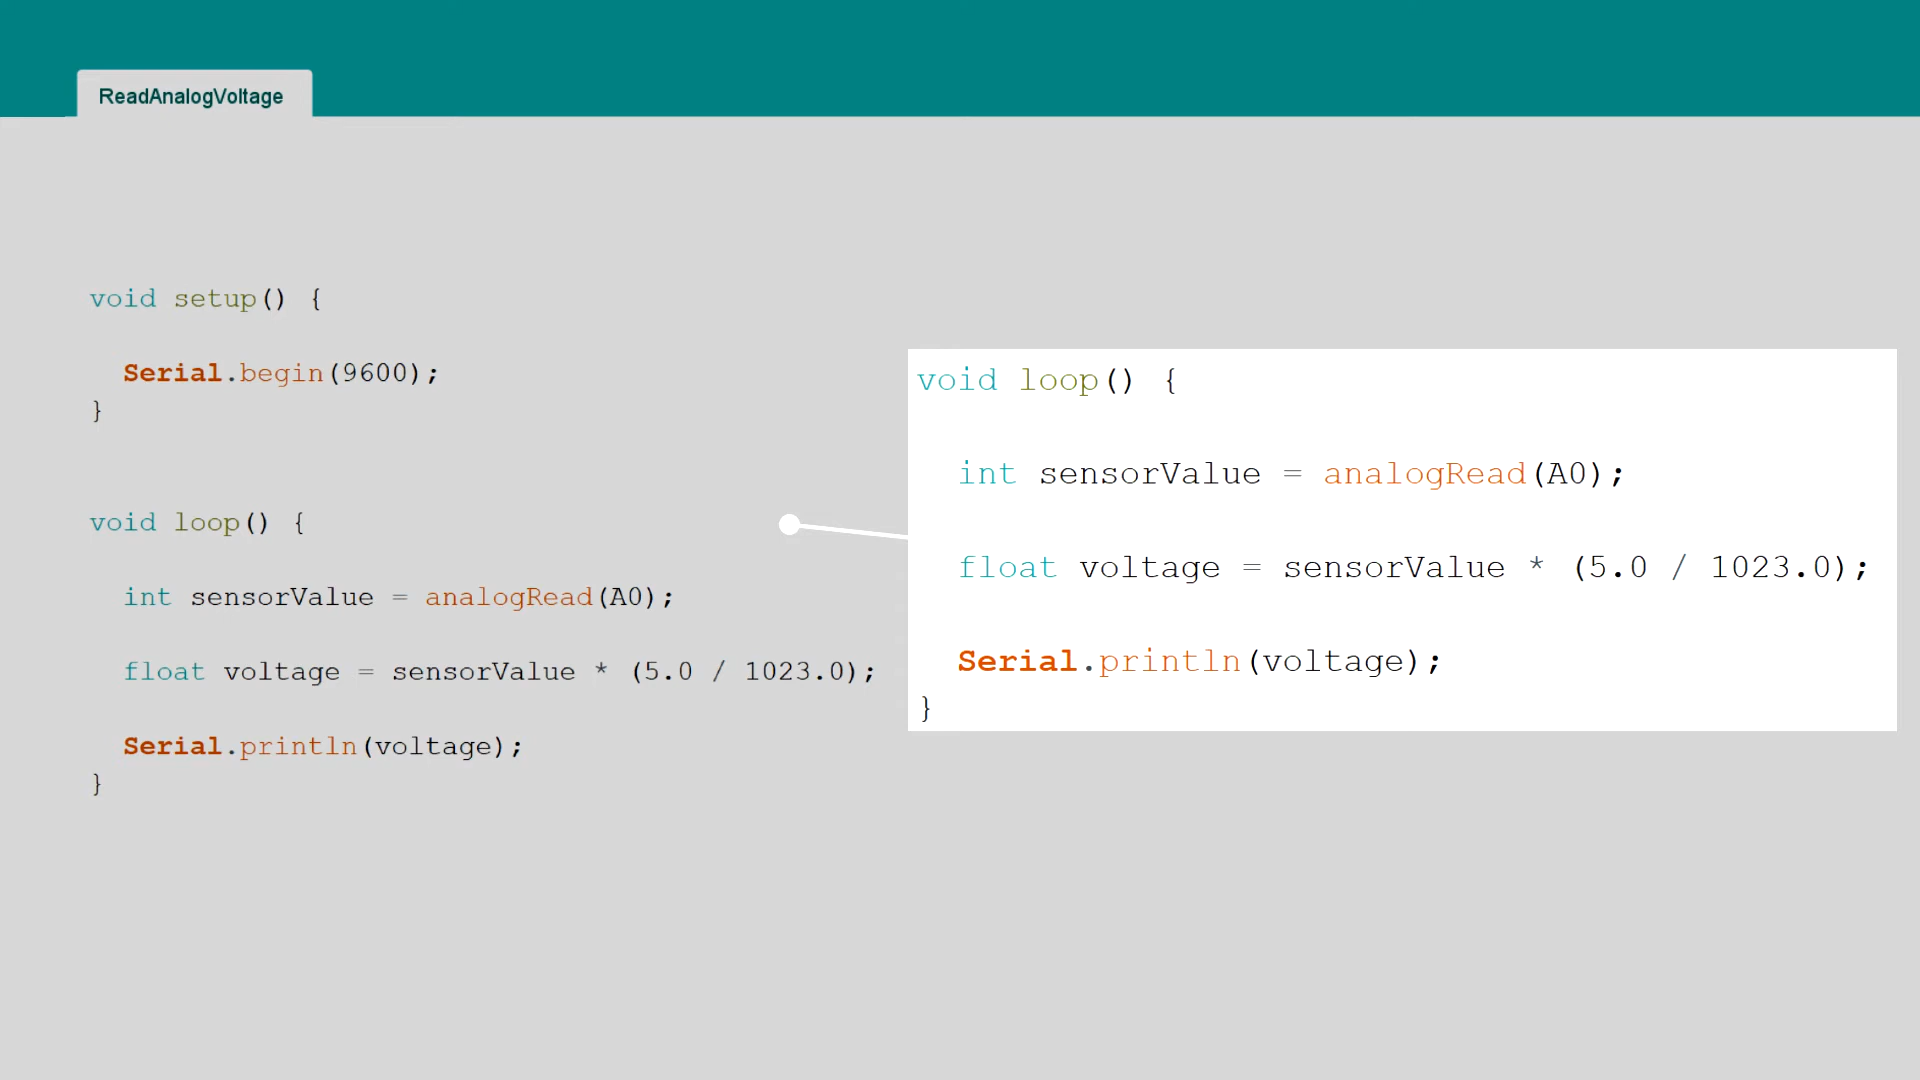 ReadAnalogVoltage
void setup() {
Serial.begin(9600);
}
void loop() {
int sensorValue = analogRead(A0);
float voltage = sensorValue * (5.0 / 1023.0);
Serial.println(voltage);
}
void loop() {
int sensorValue = analogRead(A0);
float voltage = sensorValue * (5.0 / 1023.0);
Serial.println(voltage);
}